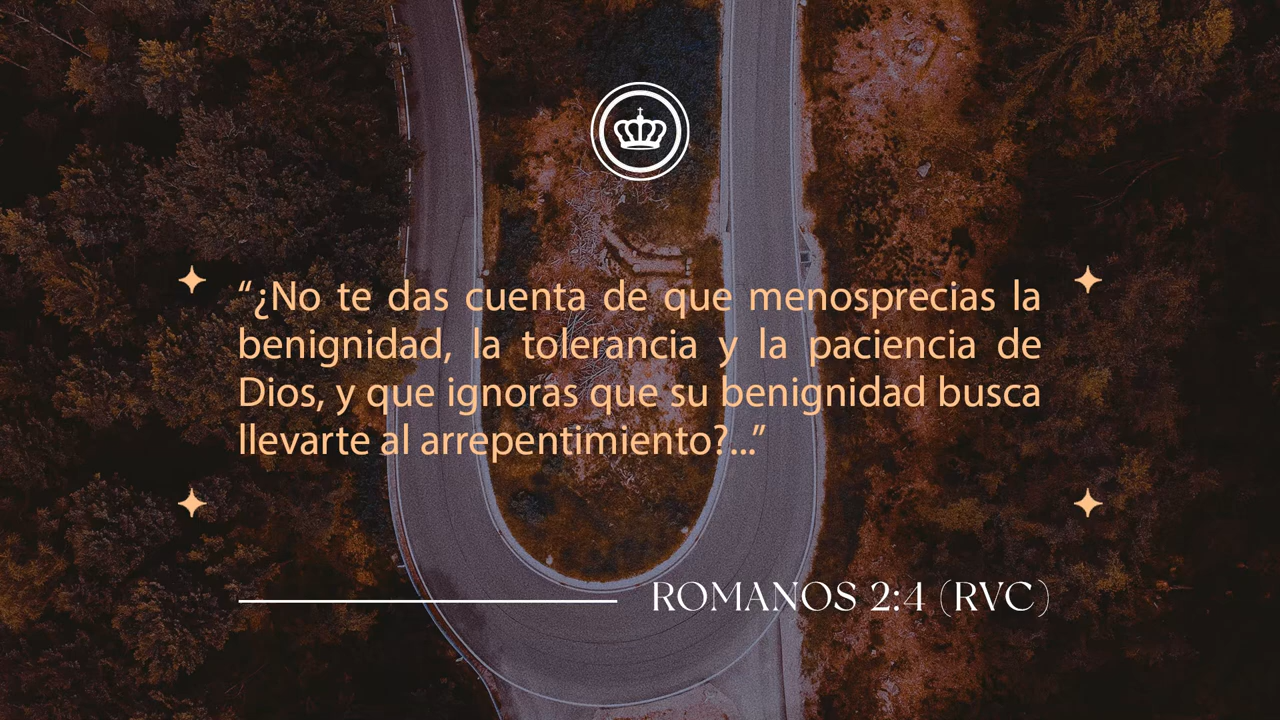 “¿No te das cuenta de que menosprecias la
benignidad, la tolerancia y la paciencia de
Dios, y que ignoras que su benignidad busca
llevarte al arrepentimiento?...”
ROMANOS 2:4 (RVC)